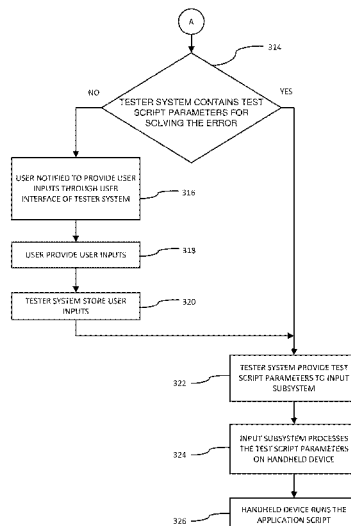 A
314
NO
YES
TESTER SYSTEM CONTAINS TEST
SCRIPT PARAMETERS FOR
SOLVING THE ERROR
USER NOTIFIED TO PROVIDE USER
INPUTS THROUGH USER
INTERFACE OF TESTER SYSTEM
316
USER PROVIDE USER INPUTS
318
TESTER SYSTEM STORE USER
INPUTS
320
TESTER SYSTEM PROVIDE TEST
SCRIPT PARAMETERS TO INPUT
SUBSYSTEM
322
INPUT SUBSYSTEM PROCESSES
THE TEST SCRIPT PARAMETERS
ON HANDHELD DEVICE
324
HANDHELD DEVICE RUNS THE
APPLICATION SCRIPT
326